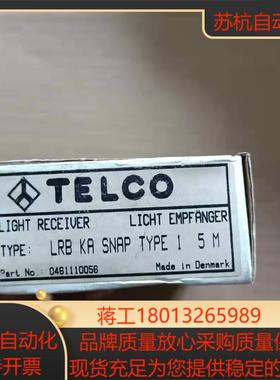 苏杭自动
TELCO
LIGHT RECEIVER LICHT EMPFÄNGER
TYPE: LRB KA SNAP TYPE 1 5 M
Part No.: 0461110056 Made in Denmark
蒋工18013265989
自动化 品牌质量放心采购质量保
开票 现货充足为您提供稳定的